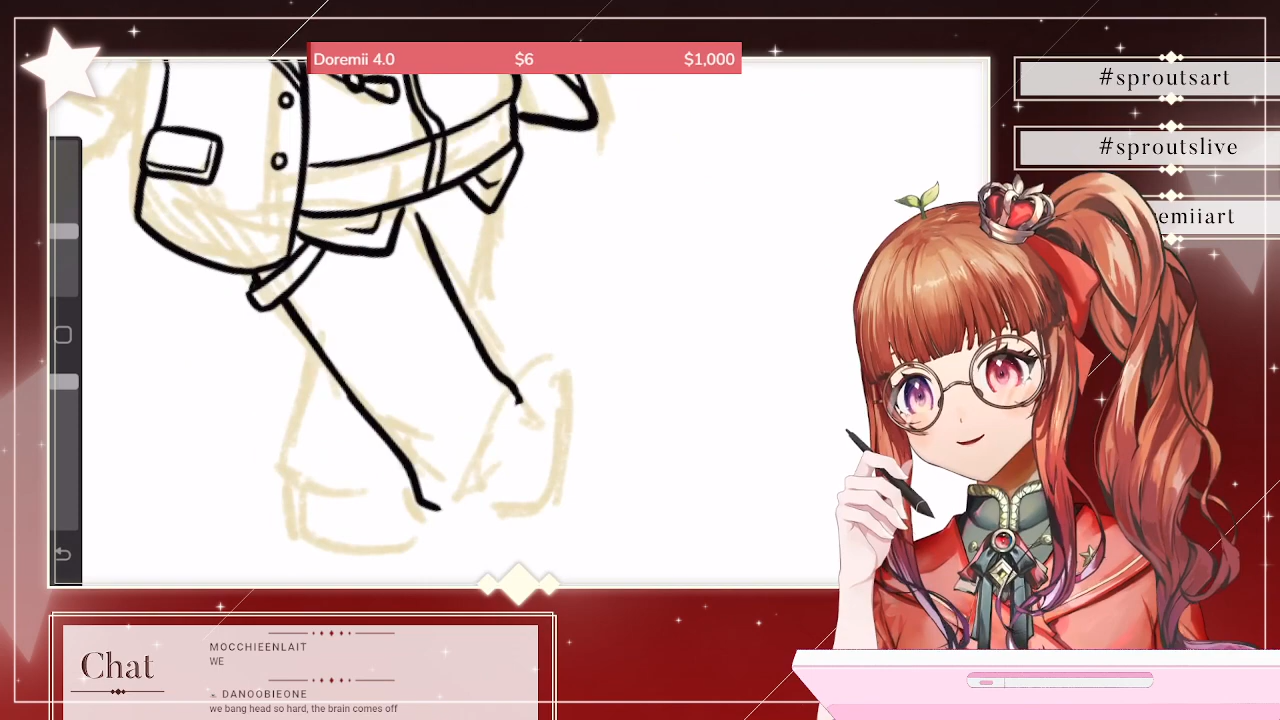 Doremii 4.0 $6 $1,000
#sproutsart
#sproutslive
emiiart
Chat
MOCCHIEENLAIT
WE
DANOOBIEONE
we bang head so hard, the brain comes off